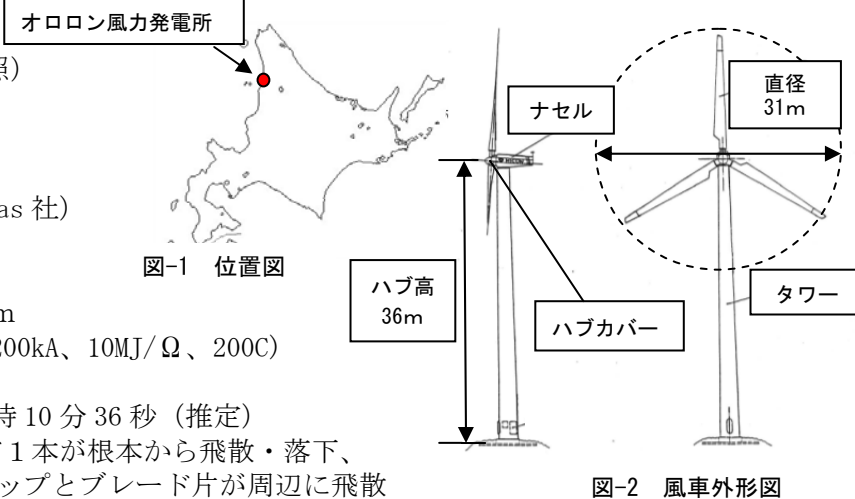 オロロン風力発電所
照)
as 社)
m
200kA、10MJ/Ω、200C)
時 10 分 36 秒（推定）
1 本が根本から飛散・落下、
ップとブレード片が周辺に飛散
図-1 位置図
ナセル
直径
31m
ハブ高
36m
ハブカバー
タワー
図-2 風車外形図